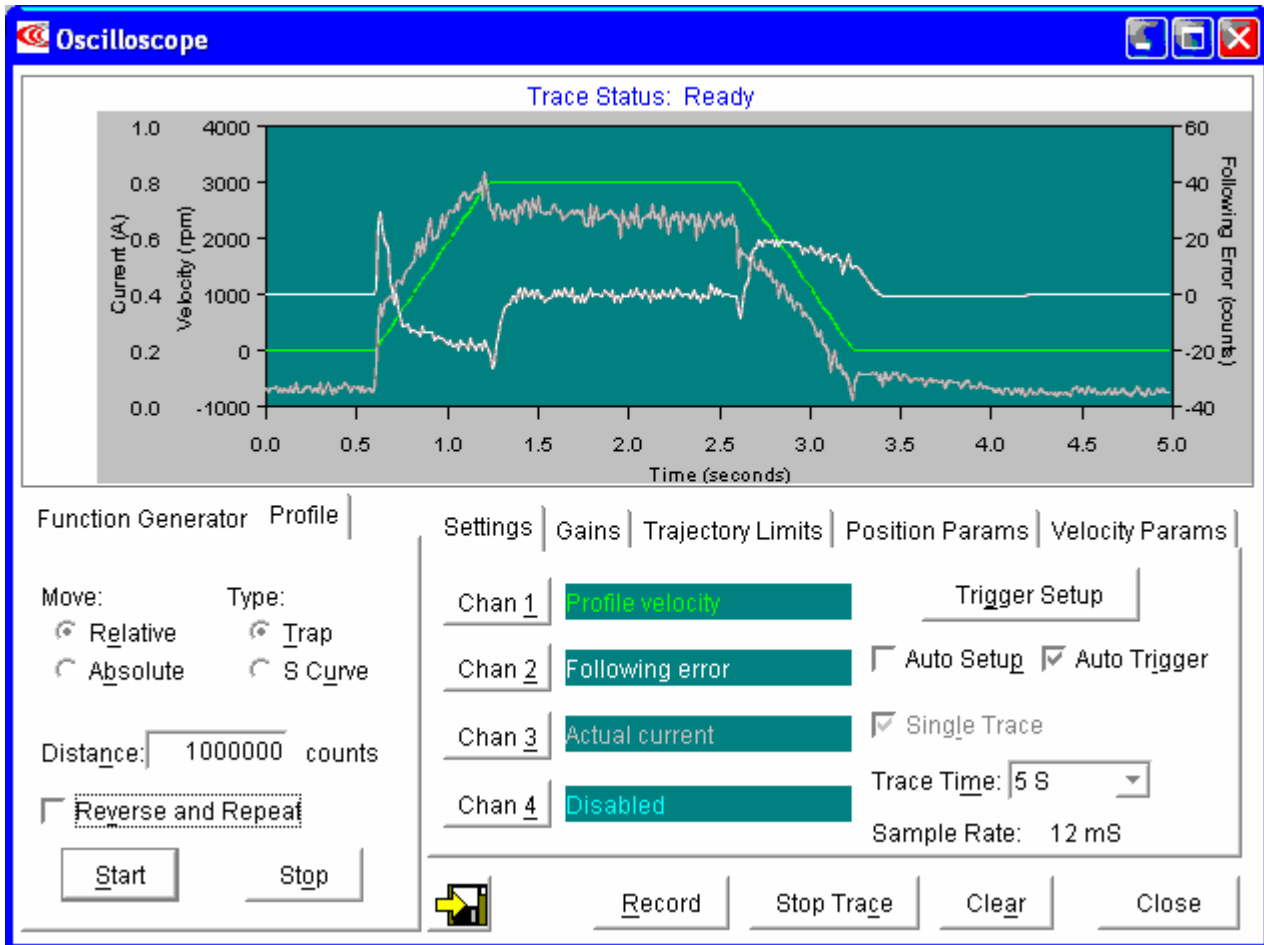 Oscilloscope
Trace Status: Ready
1.0 4000 60
0.8 3000 40
0.6 2000 20
0.4 1000 0
0.2 0 -20
0.0 -1000 -40
Current (A)
Velocity (rpm)
Following Error (counts)
0.0 0.5 1.0 1.5 2.0 2.5 3.0 3.5 4.0 4.5 5.0
Time (seconds)
Function Generator Profile
Move: Type:
Relative Trap
Absolute S Curve
Distance: 1000000 counts
Reverse and Repeat
Start Stop
Settings Gains Trajectory Limits Position Params Velocity Params
Chan 1 Profile velocity Trigger Setup
Chan 2 Following error Auto Setup Auto Trigger
Chan 3 Actual current Single Trace
Trace Time: 5 S
Chan 4 Disabled
Sample Rate: 12 mS
Record Stop Trace Clear Close